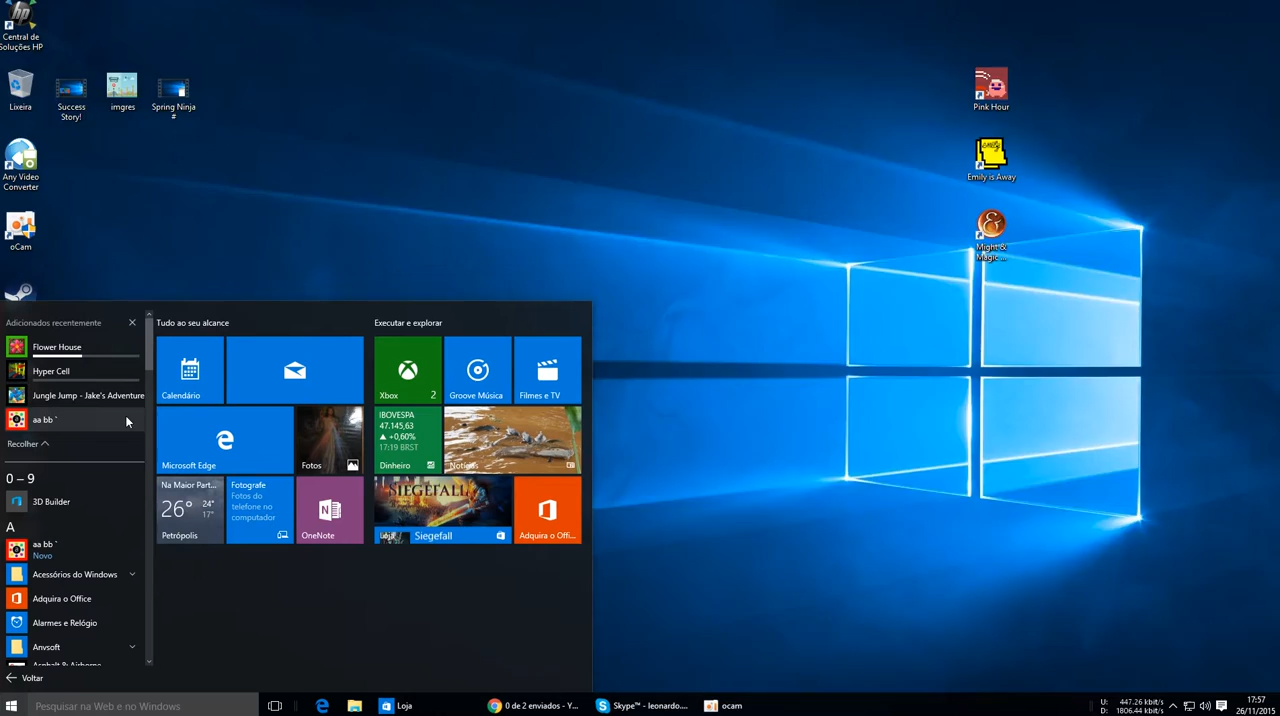 Central de
Soluções HP
Lixeira
Success
Story!
imgres
Spring Ninja
#
Any Video
Converter
oCam
Pink Hour
emily
Emily is Away
Might &
Magic ...
Adicionados recentemente
Flower House
Hyper Cell
Jungle Jump - Jake's Adventure
aa bb `
Recolher
0 – 9
3D Builder
A
aa bb `
Novo
Acessórios do Windows
Adquira o Office
Alarmes e Relógio
Anvsoft
Asphalt 8: Airborne
Voltar
Tudo ao seu alcance
Calendário
Microsoft Edge
Fotos
Na Maior Part...
26° 24°
17°
Petrópolis
Fotografe
Fotos do
telefone no
computador
OneNote
Executar e explorar
Xbox 2
Groove Música
Filmes e TV
IBOVESPA
47.145,63
▲ +0,60%
17:19 BRST
Dinheiro
Notícias
SIEGEFALL
Loja
Siegefall
Adquira o Offi...
Pesquisar na Web e no Windows
Loja
0 de 2 enviados - Y...
Skype™ - leonardo....
ocam
U: 447.26 kbit/s
D: 1806.44 kbit/s
17:57
26/11/2015